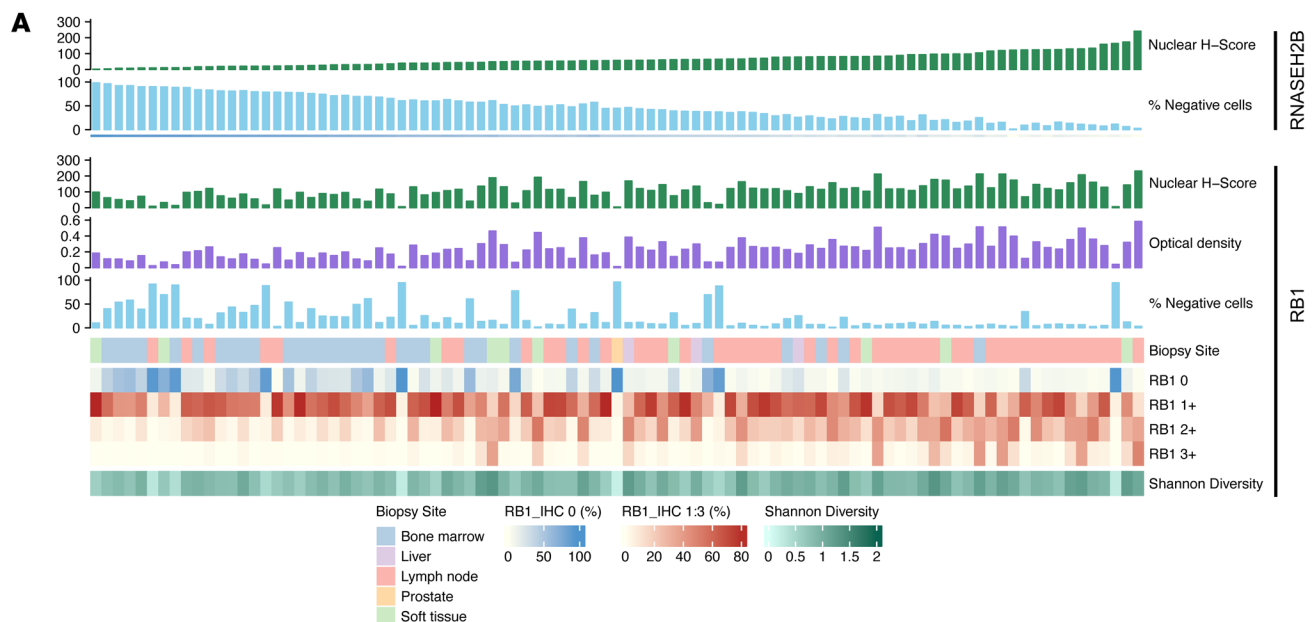 A
300
200
100
0
Nuclear H-Score
100
50
0
% Negative cells
RNASEH2B
300
200
100
0
Nuclear H-Score
0.6
0.4
0.2
0
Optical density
100
50
0
% Negative cells
RB1
Biopsy Site
RB1 0
RB1 1+
RB1 2+
RB1 3+
Shannon Diversity
Biopsy Site
Bone marrow
Liver
Lymph node
Prostate
Soft tissue
RB1_IHC 0 (%)
0 50 100
RB1_IHC 1:3 (%)
0 20 40 60 80
Shannon Diversity
0 0.5 1 1.5 2